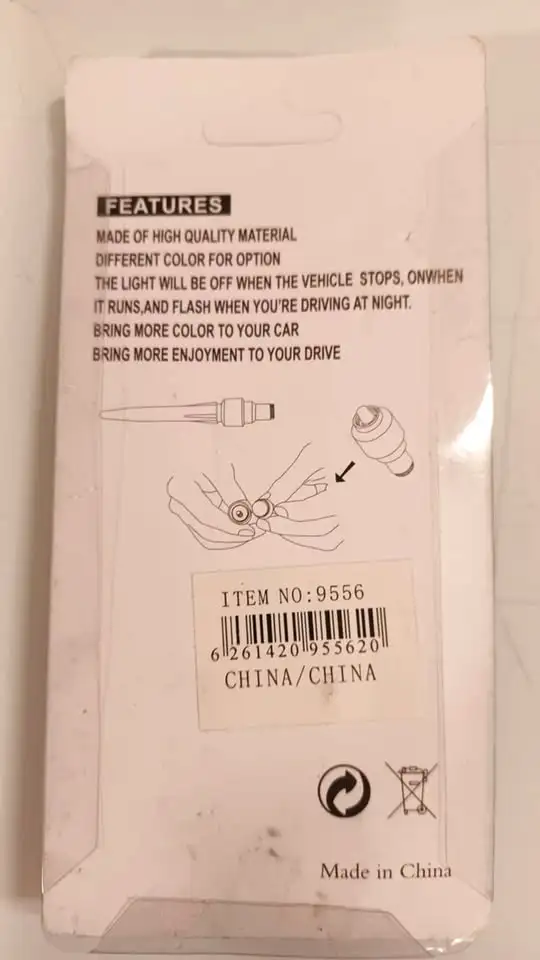 FEATURES
MADE OF HIGH QUALITY MATERIAL
DIFFERENT COLOR FOR OPTION
THE LIGHT WILL BE OFF WHEN THE VEHICLE STOPS, ONWHEN
IT RUNS,AND FLASH WHEN YOU'RE DRIVING AT NIGHT.
BRING MORE COLOR TO YOUR CAR
BRING MORE ENJOYMENT TO YOUR DRIVE
ITEM NO:9556
6 261420 955620
CHINA/CHINA
Made in China